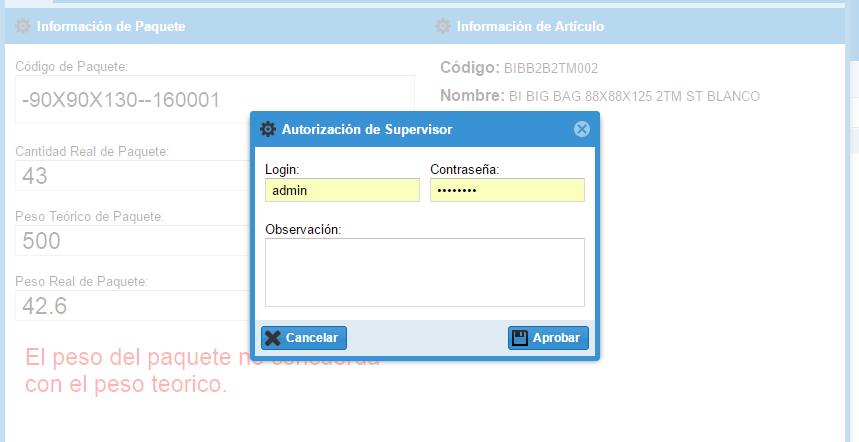 Información de Paquete
Información de Artículo
Código de Paquete:
-90X90X130--160001
Código: BIBB2B2TM002
Nombre: BI BIG BAG 88X88X125 2TM ST BLANCO
Cantidad Real de Paquete:
43
Peso Teórico de Paquete:
500
Peso Real de Paquete:
42.6
El peso del paquete no
con el peso teorico.
Autorización de Supervisor
Login:
Contraseña:
admin
••••••••
Observación:
Cancelar
Aprobar